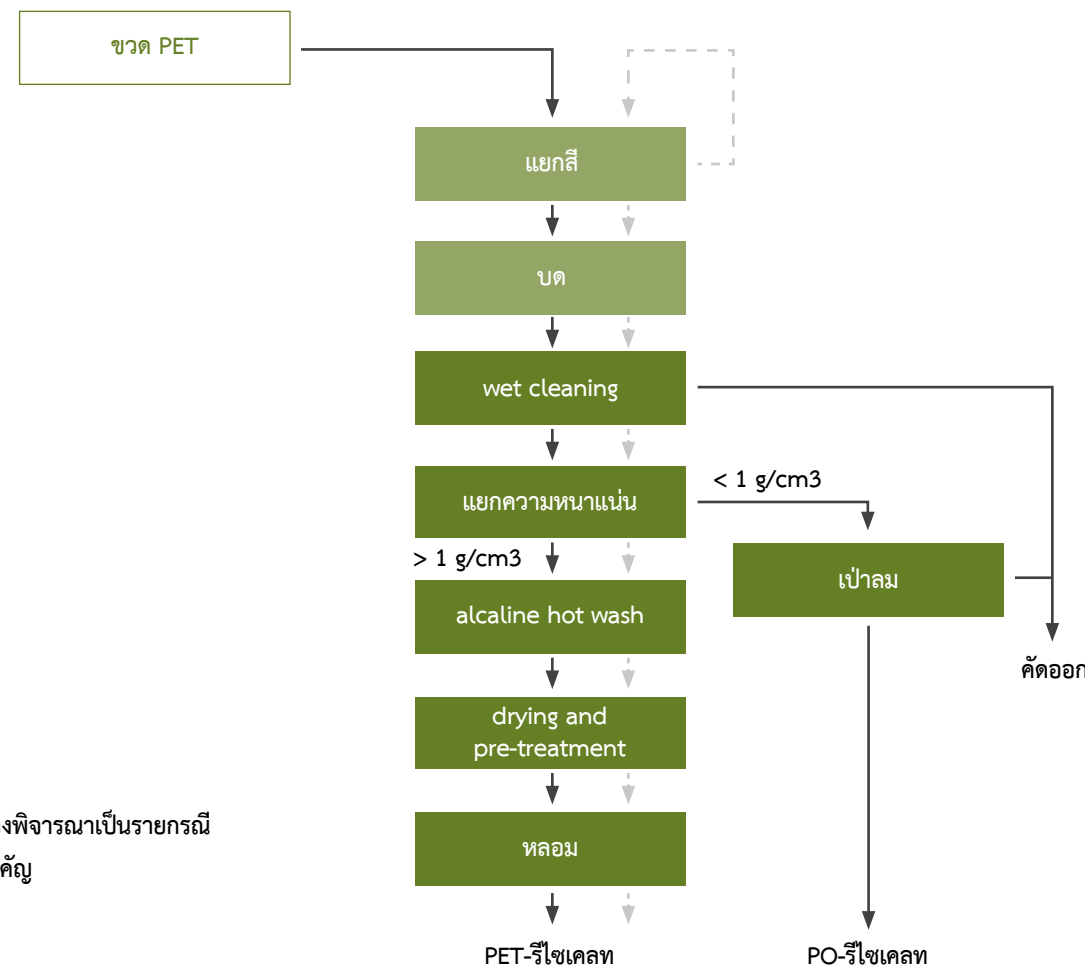 ขวด PET
แยกสี
บด
wet cleaning
แยกความหนาแน่น
< 1 g/cm3
> 1 g/cm3
เป่าลม
alcaline hot wash
คัดออก
drying and
pre-treatment
งพิจารณาเป็นรายกรณี
คัญ
หลอม
PET-รีไซเคลท
PO-รีไซเคลท